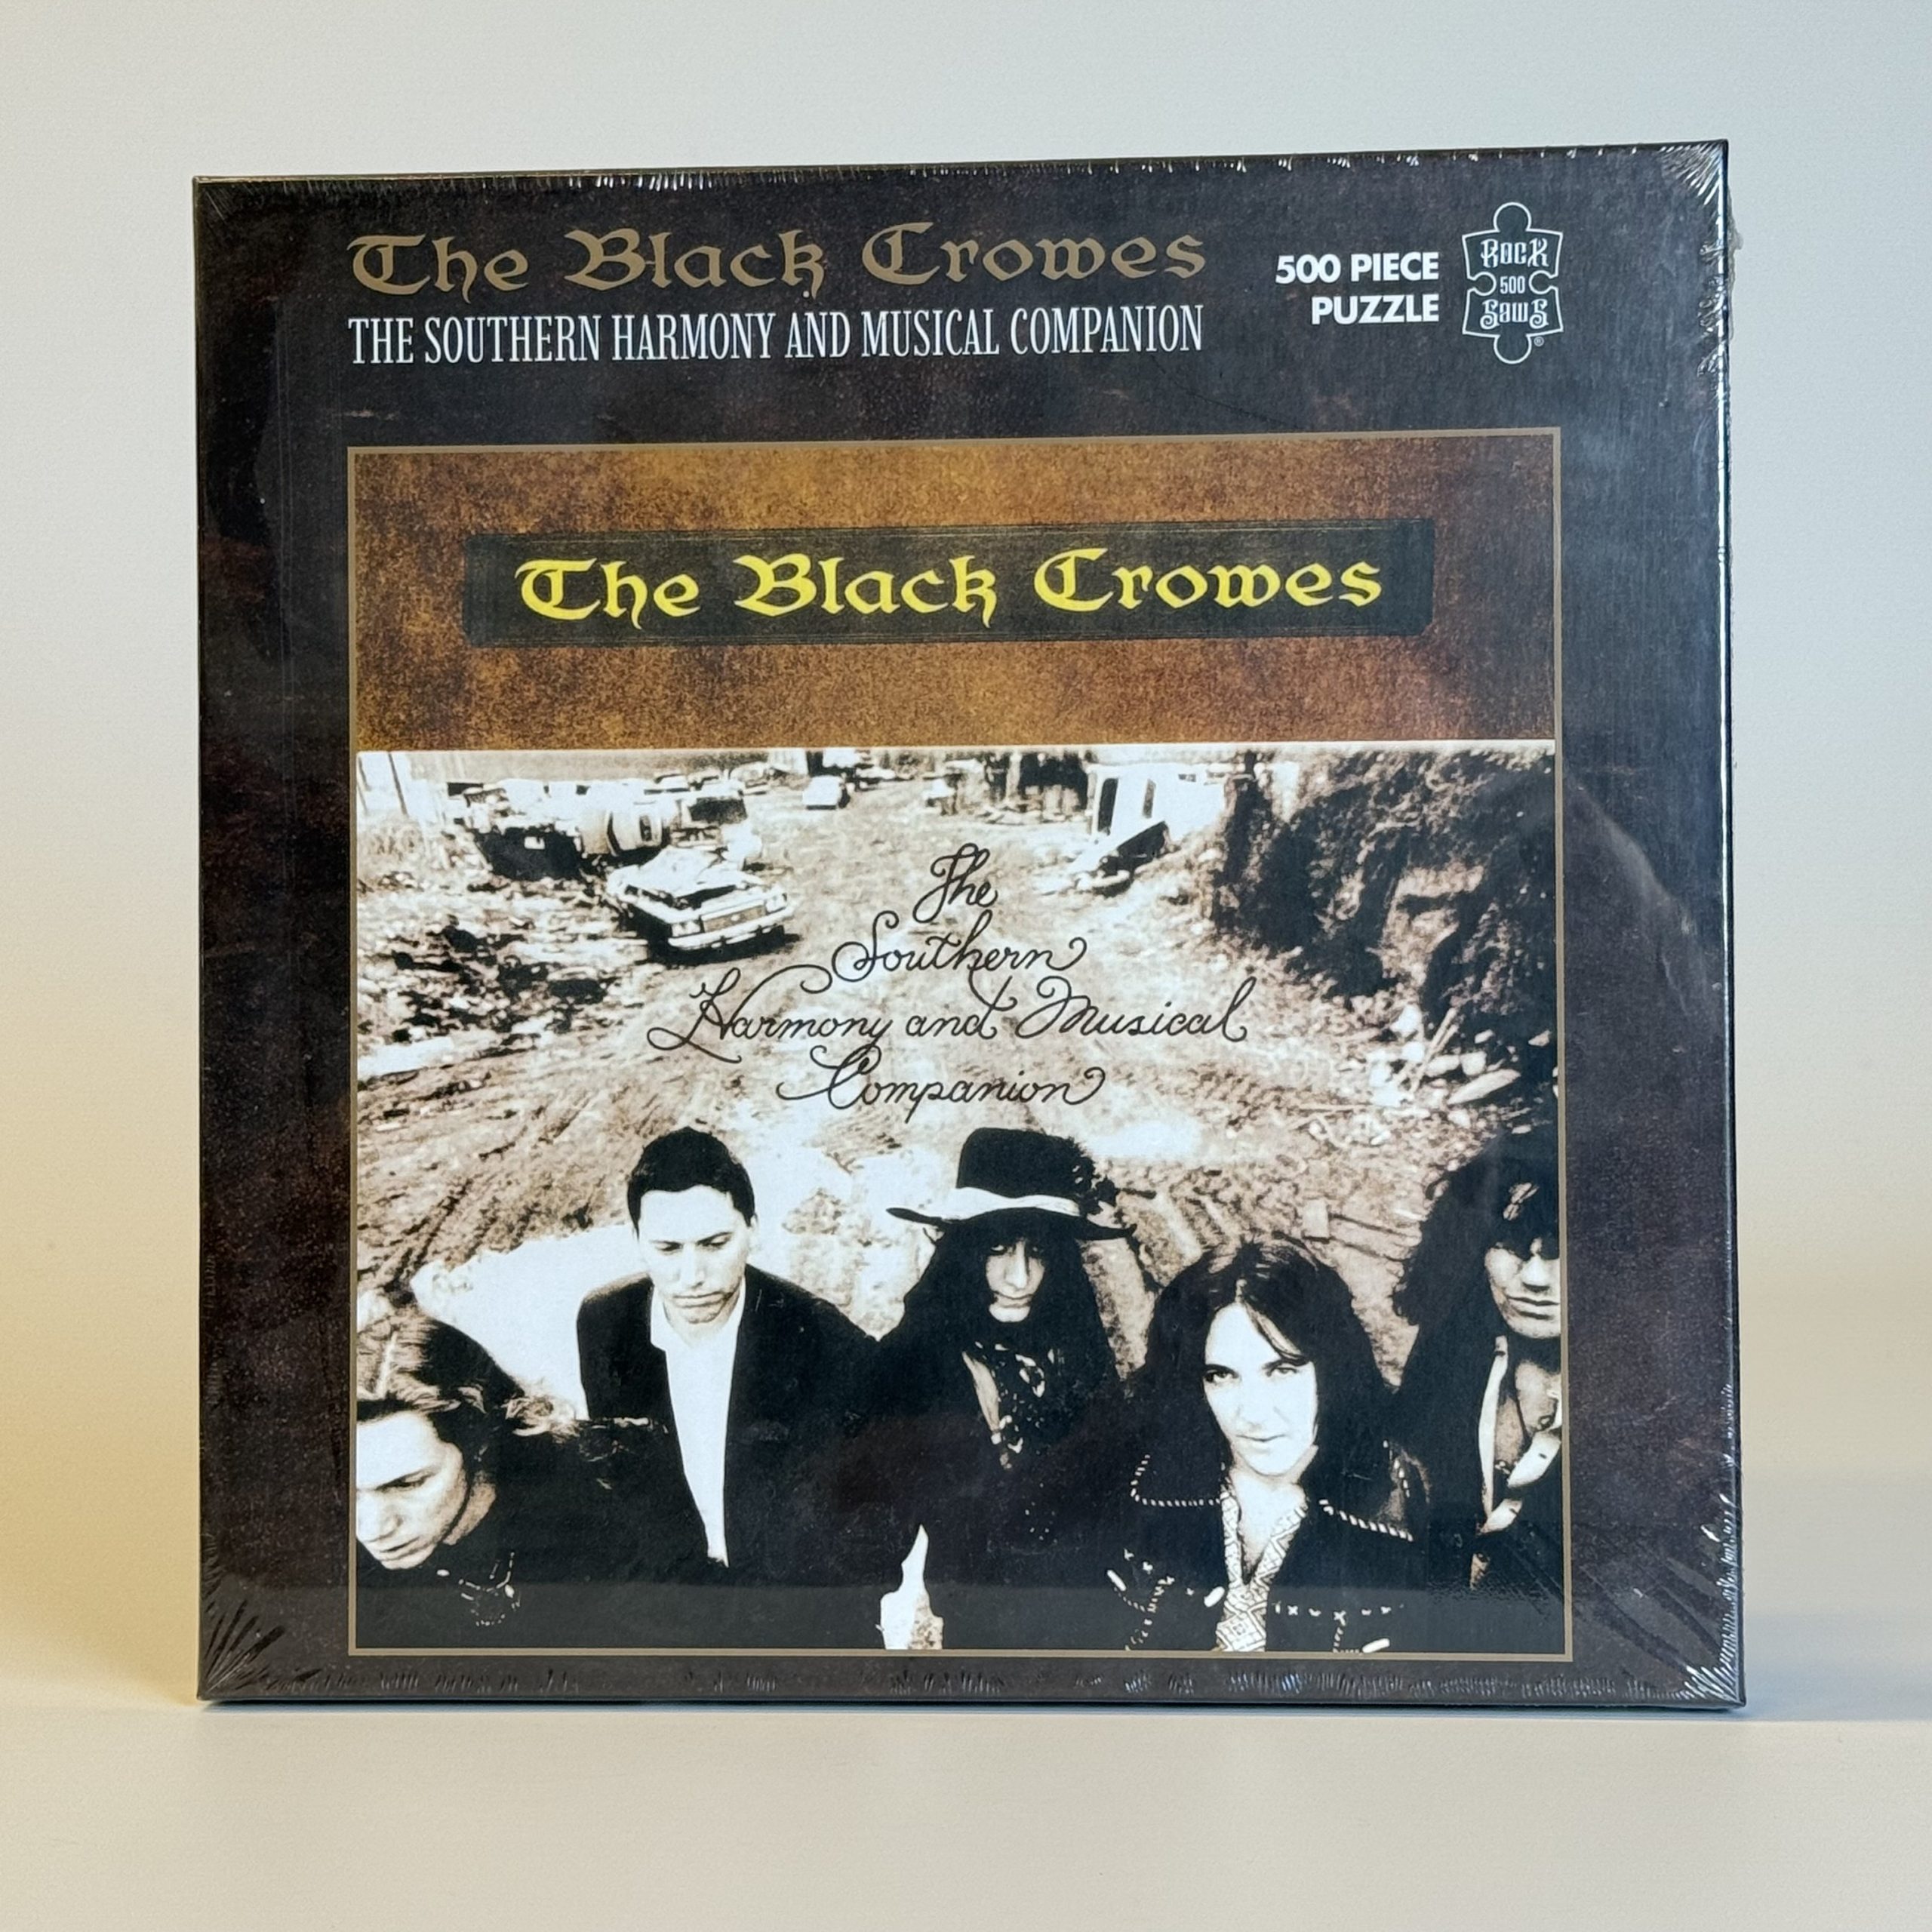 The Black Crowes
THE SOUTHERN HARMONY AND MUSICAL COMPANION
500 PIECE
PUZZLE
Rock
500
Saws
®
The Black Crowes
The
Southern
Harmony and Musical
Companion